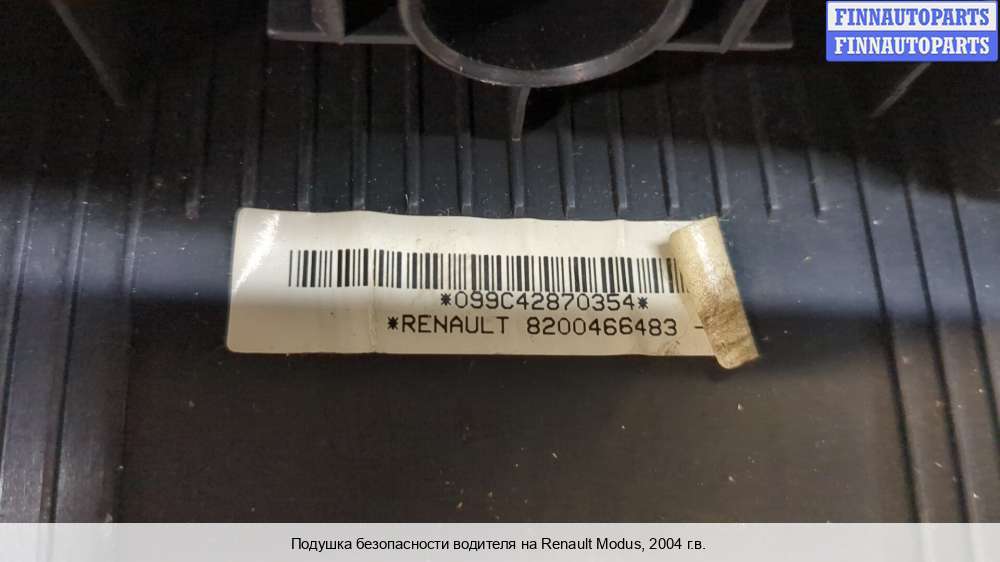 FINNAUTOPARTS
FINNAUTOPARTS
*099C42870354*
*RENAULT 8200466483 -
Подушка безопасности водителя на Renault Modus, 2004 г.в.